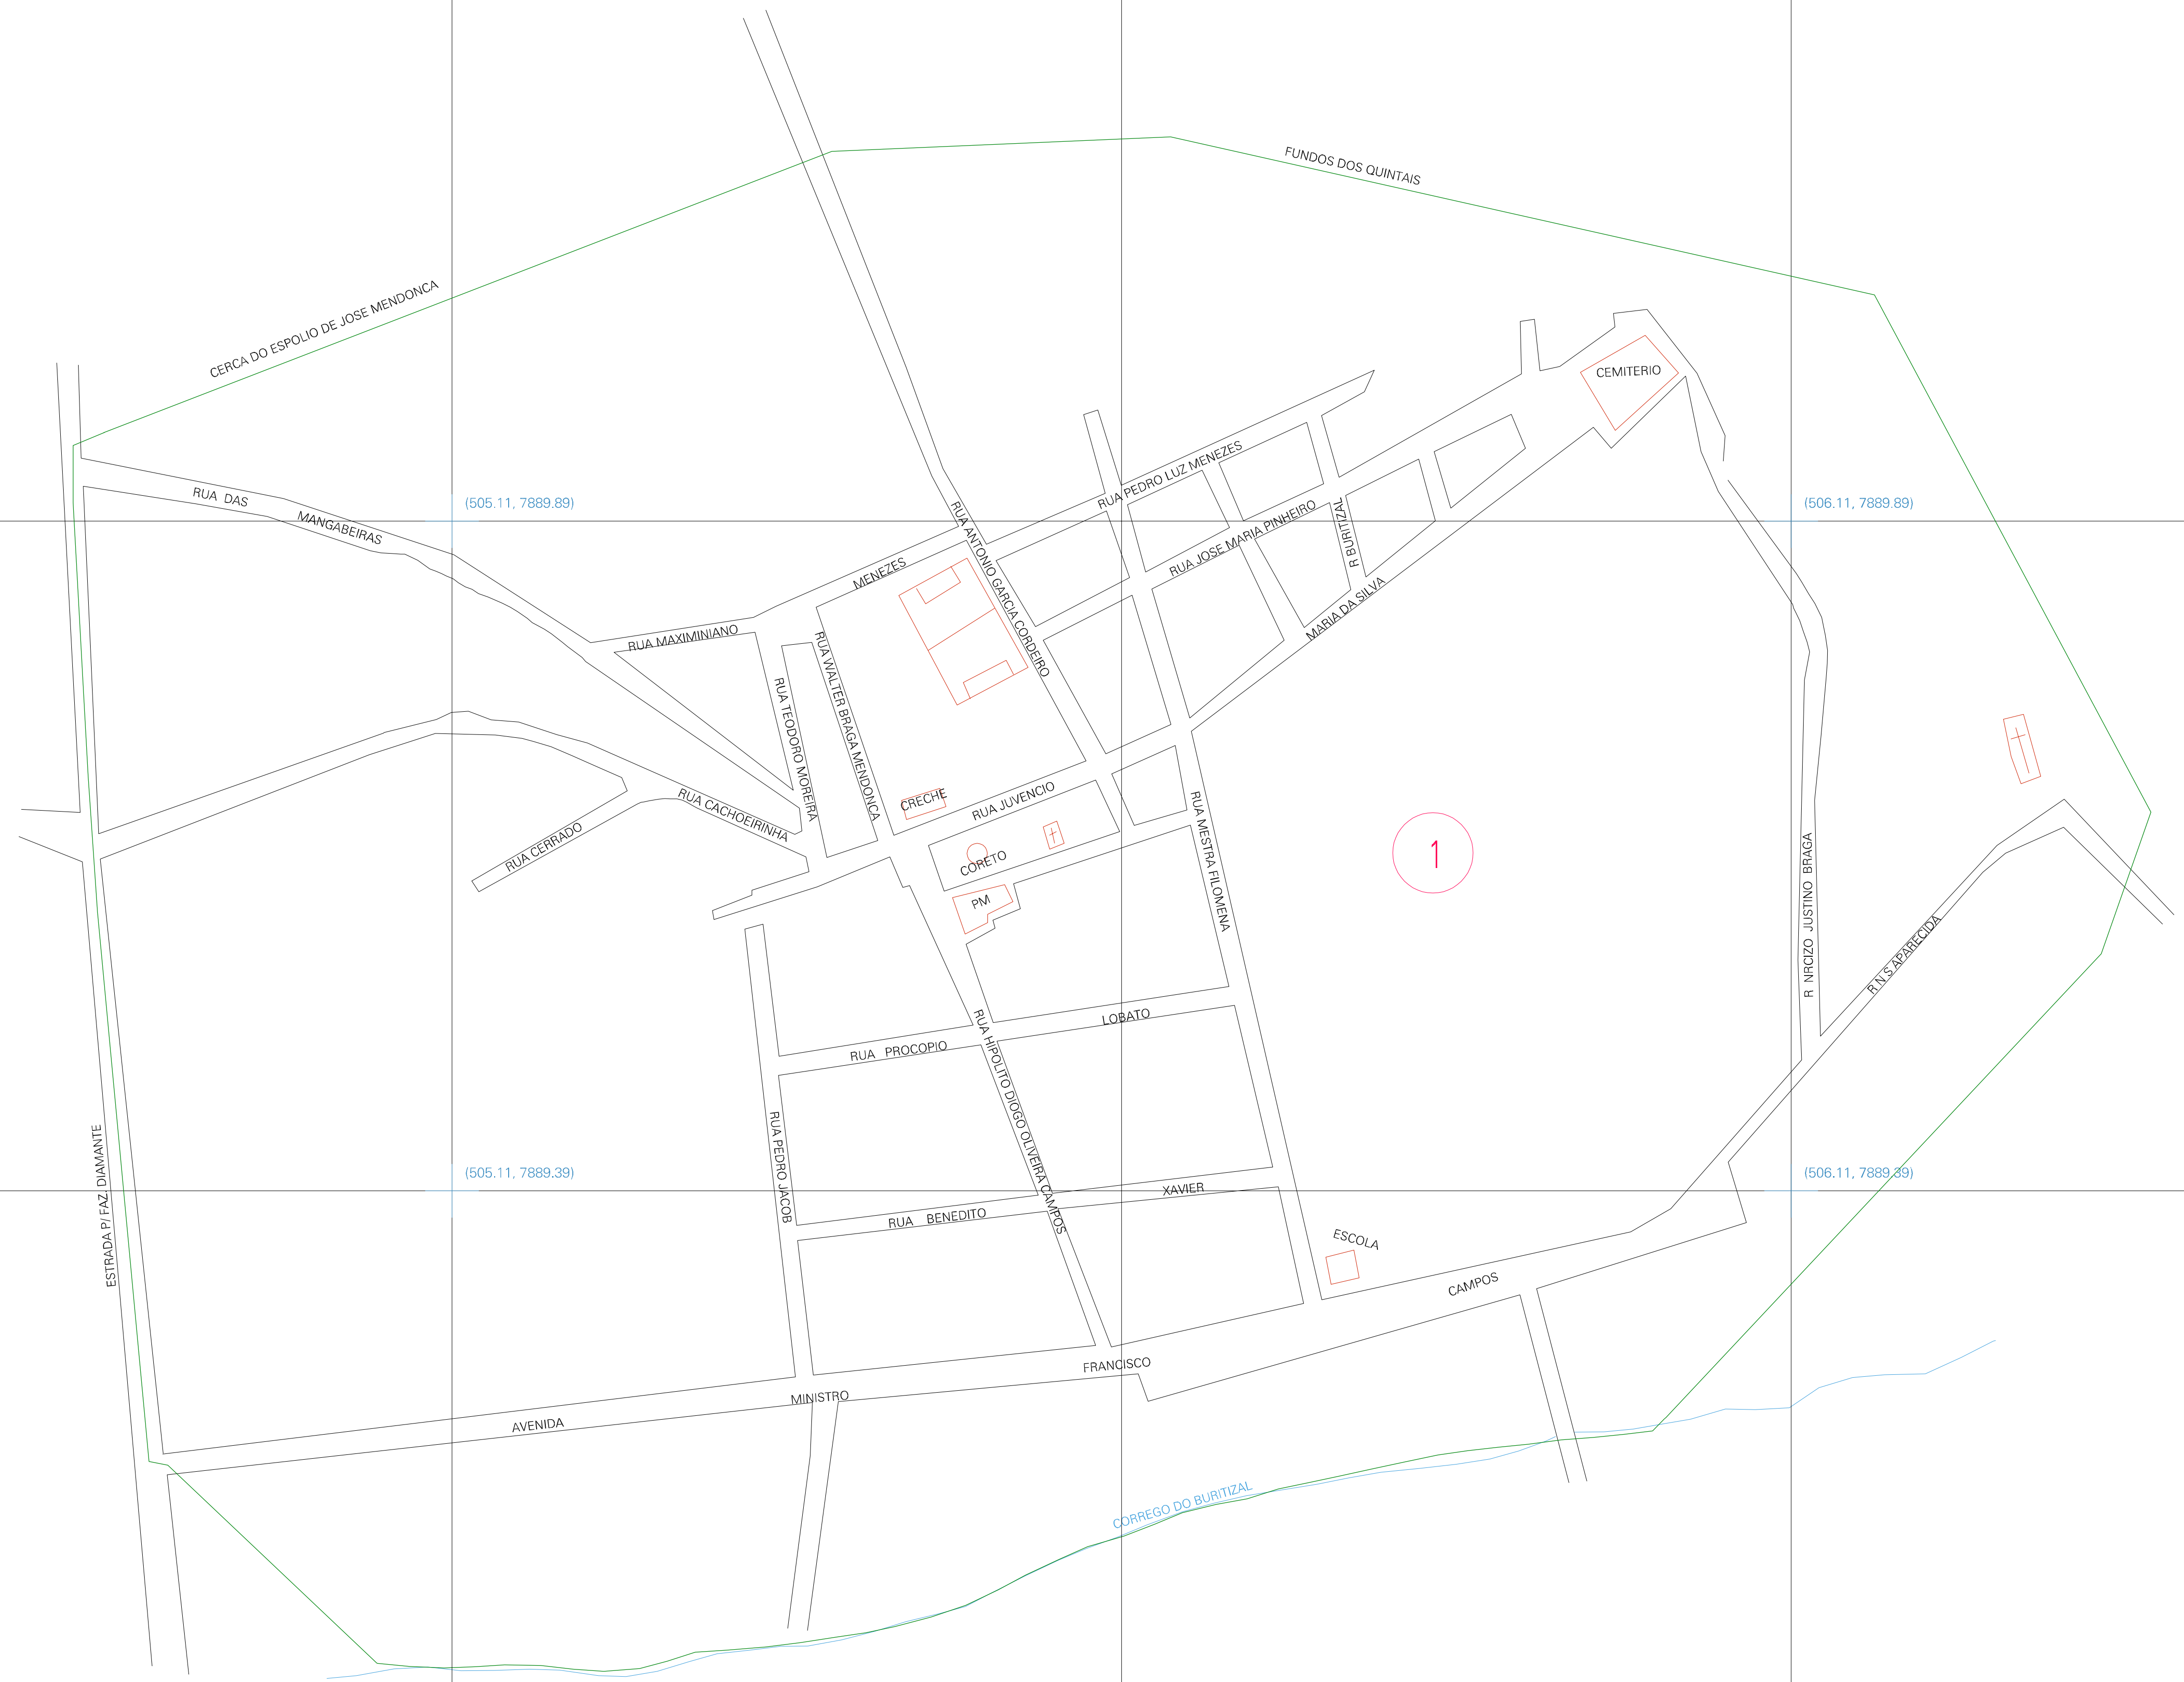 FUNDOS DOS QUINTAIS
CERCA DO ESPOLIO DE JOSE MENDONCA
CEMITERIO
RUA PEDRO LUZ MENEZES
RUA DAS
MANGABEIRAS
(505.11, 7889.89)
(506.11, 7889.89)
RUA ANTONIO GARCIA CORDEIRO
RUA JOSE MARIA PINHEIRO
R BURITIZAL
MENEZES
RUA MAXIMINIANO
MARIA DA SILVA
RUA WALTER BRAGA MENDONCA
RUA TEODORO MOREIRA
RUA CACHOEIRINHA
RUA CERRADO
CRECHE
RUA JUVENCIO
CORETO
PM
RUA MESTRA FILOMENA
1
R NRCIZO JUSTINO BRAGA
R N S APARECIDA
RUA HIPOLITO DIOGO OLIVEIRA CAMPOS
RUA PROCOPIO
LOBATO
RUA PEDRO JACOB
ESTRADA P/ FAZ. DIAMANTE
(505.11, 7889.39)
(506.11, 7889.39)
RUA BENEDITO
XAVIER
ESCOLA
CAMPOS
FRANCISCO
MINISTRO
AVENIDA
CORREGO DO BURITIZAL